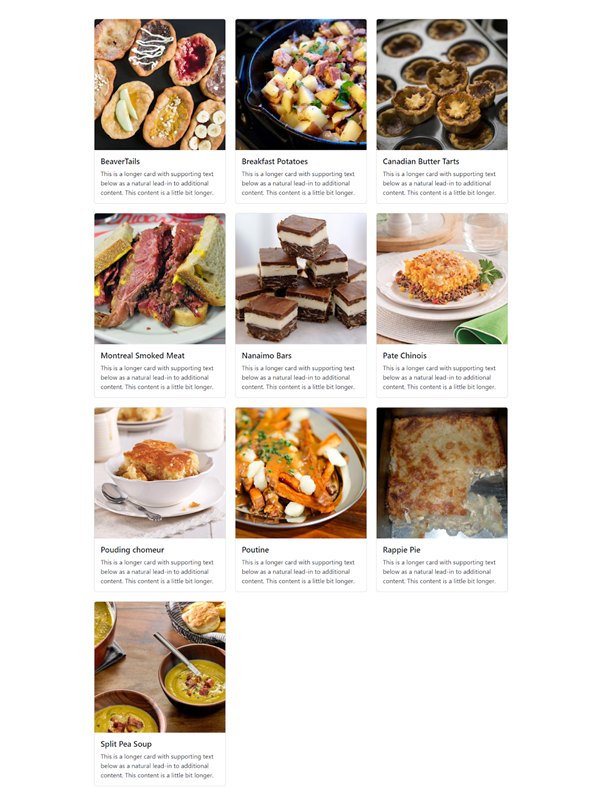 BeaverTails
This is a longer card with supporting text
below as a natural lead-in to additional
content. This content is a little bit longer.
Breakfast Potatoes
This is a longer card with supporting text
below as a natural lead-in to additional
content. This content is a little bit longer.
Canadian Butter Tarts
This is a longer card with supporting text
below as a natural lead-in to additional
content. This content is a little bit longer.
Montreal Smoked Meat
This is a longer card with supporting text
below as a natural lead-in to additional
content. This content is a little bit longer.
Nanaimo Bars
This is a longer card with supporting text
below as a natural lead-in to additional
content. This content is a little bit longer.
Pate Chinois
This is a longer card with supporting text
below as a natural lead-in to additional
content. This content is a little bit longer.
Pouding chomeur
This is a longer card with supporting text
below as a natural lead-in to additional
content. This content is a little bit longer.
Poutine
This is a longer card with supporting text
below as a natural lead-in to additional
content. This content is a little bit longer.
Rappie Pie
This is a longer card with supporting text
below as a natural lead-in to additional
content. This content is a little bit longer.
Split Pea Soup
This is a longer card with supporting text
below as a natural lead-in to additional
content. This content is a little bit longer.